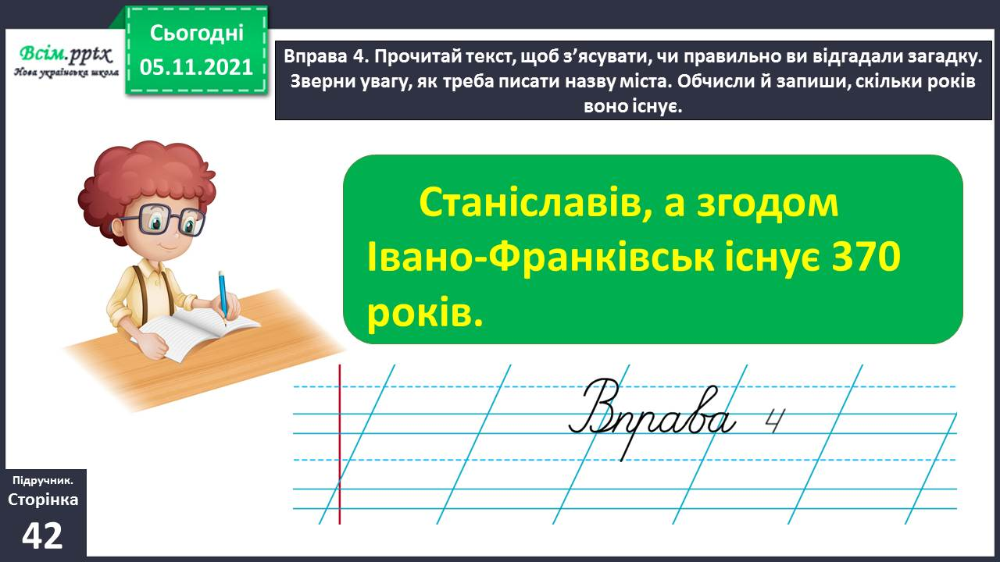 Всім.pptx
Нова українська школа
Сьогодні
05.11.2021
Вправа 4. Прочитай текст, щоб з’ясувати, чи правильно ви відгадали загадку.
Зверни увагу, як треба писати назву міста. Обчисли й запиши, скільки років
воно існує.
Станіславів, а згодом
Івано-Франківськ існує 370
років.
Вправа 4
Підручник.
Сторінка
42